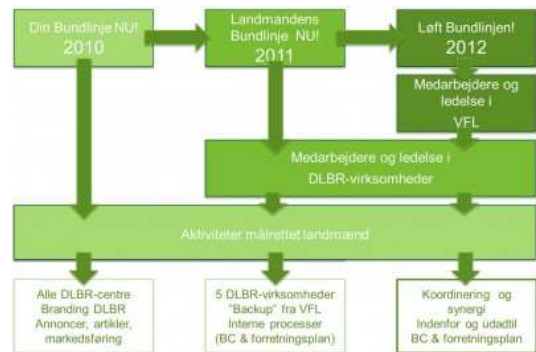 Din Bundlinje NU!
2010
Landmandens
Bundlinje NU!
2011
Løft Bundlinjen!
2012
Medarbejdere og
ledelse i
VFL
Medarbejdere og ledelse i
DLBR-virksomheder
Aktiviteter målrettet landmænd
Alle DLBR-centre
Branding DLBR
Annoncer, artikler,
markedsføring
5 DLBR-virksomheder
"Backup" fra VFL
Interne processer
(BC & forretningsplan)
Koordinering og
synergi
Indenfor og udadtil
BC & forretningsplan